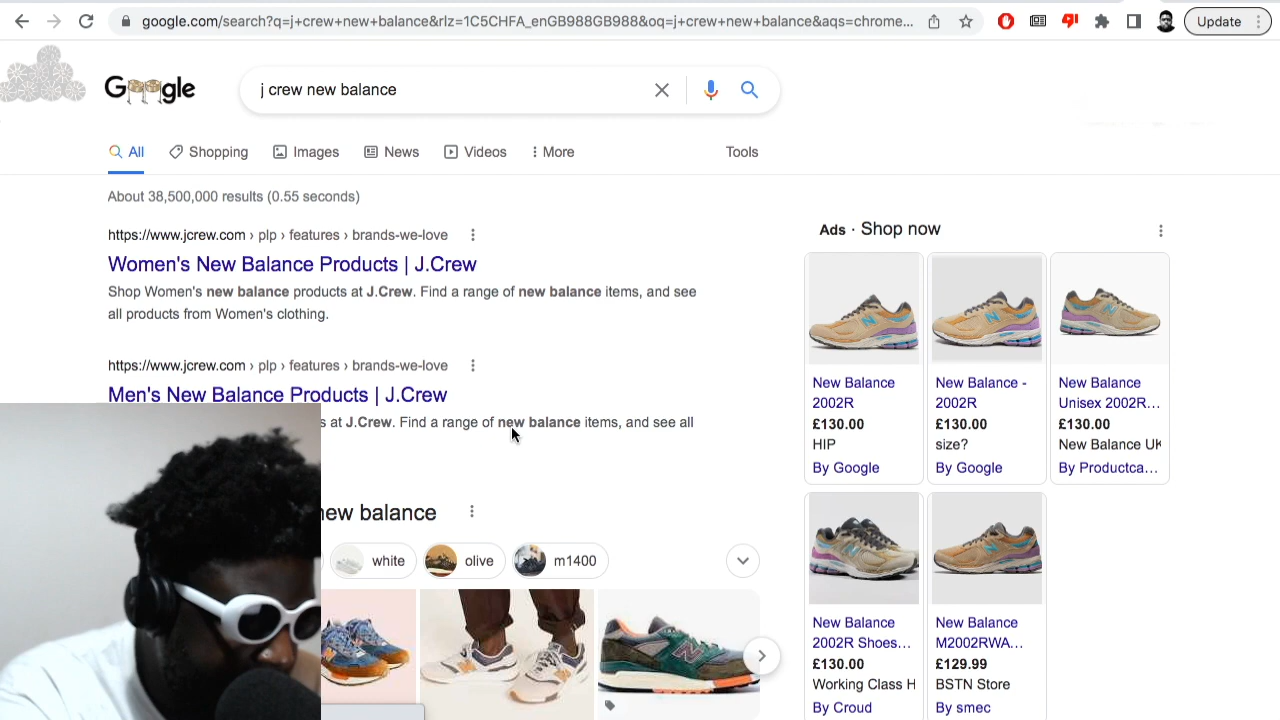 google.com/search?q=j+crew+new+balance&rlz=1C5CHFA_enGB988GB988&oq=j+crew+new+balance&aqs=chrome...
Update
Google
j crew new balance
All
Shopping
Images
News
Videos
More
Tools
About 38,500,000 results (0.55 seconds)
https://www.jcrew.com › plp › features › brands-we-love
Women's New Balance Products | J.Crew
Shop Women's new balance products at J.Crew. Find a range of new balance items, and see
all products from Women's clothing.
https://www.jcrew.com › plp › features › brands-we-love
Men's New Balance Products | J.Crew
s at J.Crew. Find a range of new balance items, and see all
new balance
white
olive
m1400
Ads · Shop now
New Balance
2002R
£130.00
HIP
By Google
New Balance -
2002R
£130.00
size?
By Google
New Balance
Unisex 2002R...
£130.00
New Balance UK
By Productca...
New Balance
2002R Shoes...
£130.00
Working Class H
By Croud
New Balance
M2002RWA...
£129.99
BSTN Store
By smec